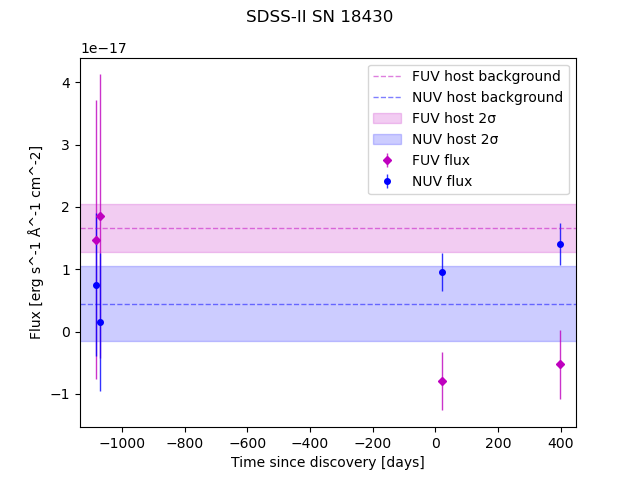 SDSS-II SN 18430
1e−17
FUV host background
NUV host background
FUV host 2σ
NUV host 2σ
FUV flux
NUV flux
4
3
2
1
0
−1
Flux [erg s^-1 Å^-1 cm^-2]
−1000 −800 −600 −400 −200 0 200 400
Time since discovery [days]